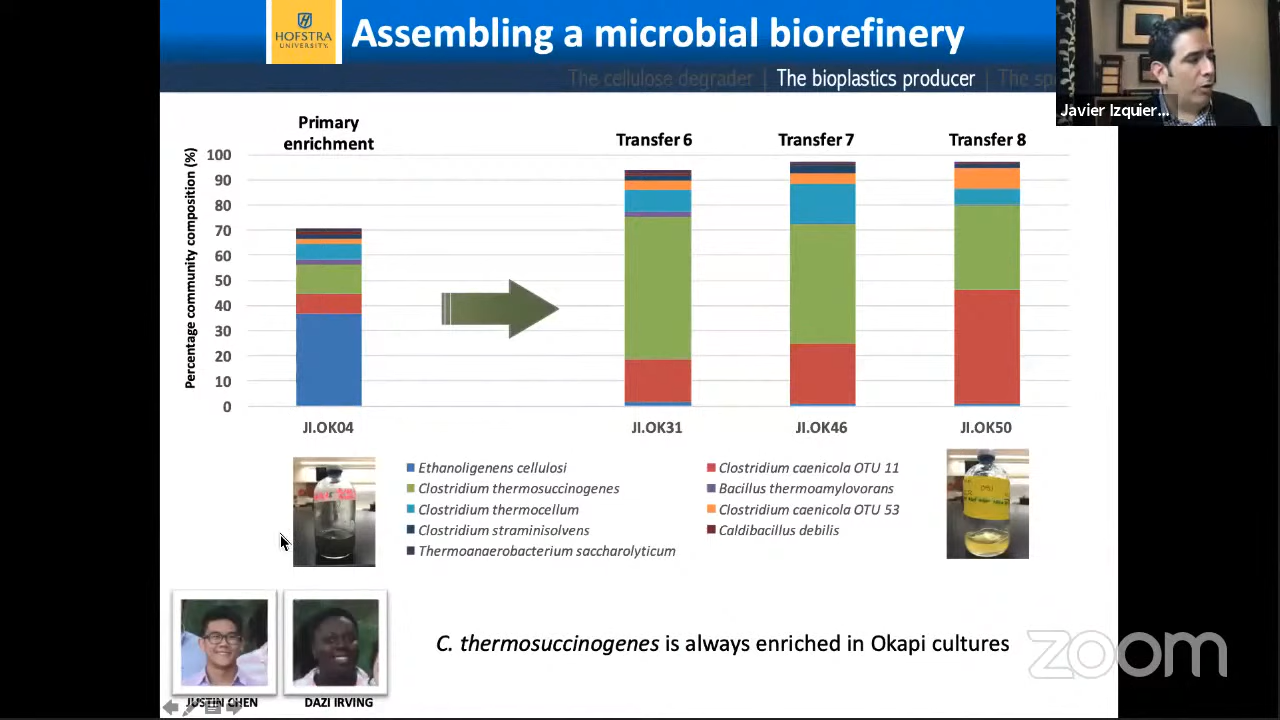 HOFSTRA
UNIVERSITY.
Assembling a microbial biorefinery
The cellulose degrader | The bioplastics producer | The sp
Javier Izquier...
Primary
enrichment
Transfer 6
Transfer 7
Transfer 8
Percentage community composition (%)
100
90
80
70
60
50
40
30
20
10
0
JI.OK04
JI.OK31
JI.OK46
JI.OK50
Ethanoligenens cellulosi
Clostridium caenicola OTU 11
Clostridium thermosuccinogenes
Bacillus thermoamylovorans
Clostridium thermocellum
Clostridium caenicola OTU 53
Clostridium straminisolvens
Caldibacillus debilis
Thermoanaerobacterium saccharolyticum
C. thermosuccinogenes is always enriched in Okapi cultures
zoom
JUSTIN CHEN
DAZI IRVING